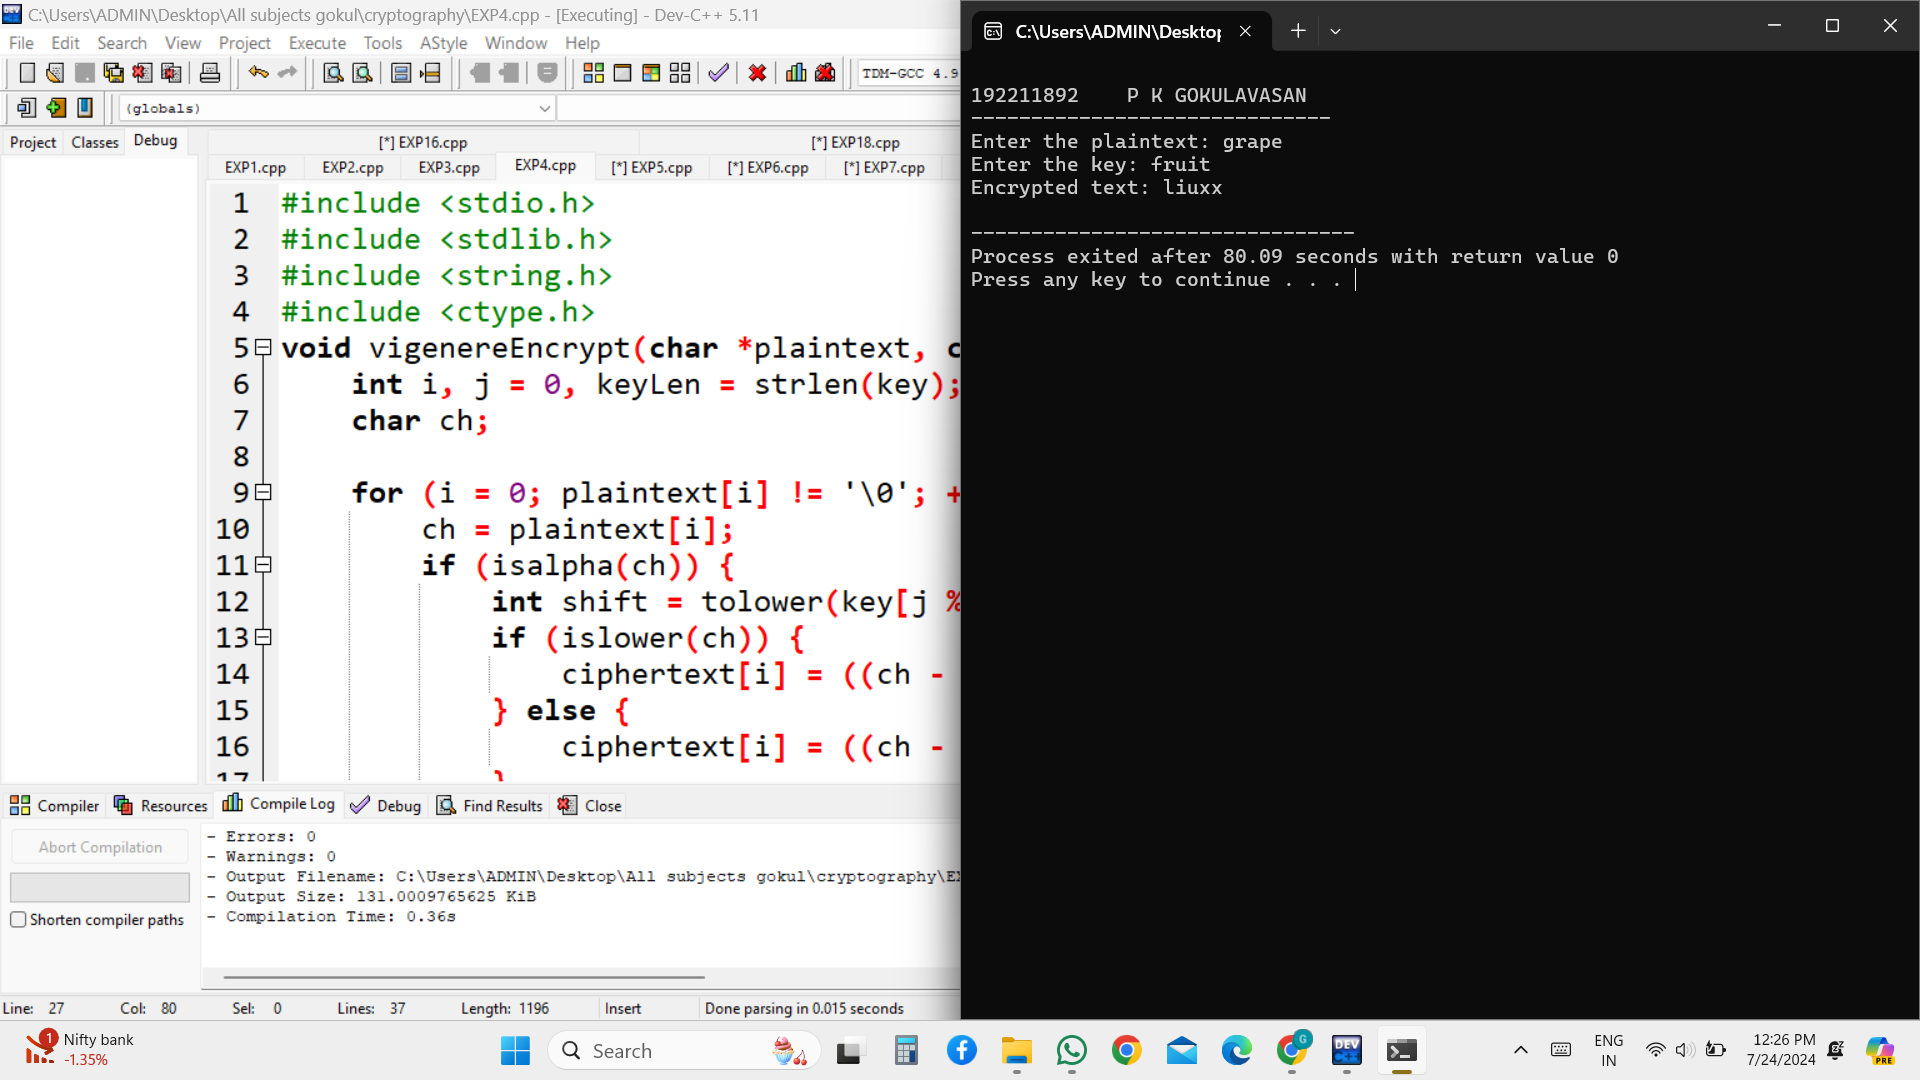 C:\Users\ADMIN\Desktop\All subjects gokul\cryptography\EXP4.cpp - [Executing] - Dev-C++ 5.11
File Edit Search View Project Execute Tools AStyle Window Help
TDM-GCC 4.9
(globals)
Project Classes Debug
[*] EXP16.cpp [*] EXP18.cpp
EXP1.cpp EXP2.cpp EXP3.cpp EXP4.cpp [*] EXP5.cpp [*] EXP6.cpp [*] EXP7.cpp
1 #include <stdio.h>
2 #include <stdlib.h>
3 #include <string.h>
4 #include <ctype.h>
5 void vigenereEncrypt(char *plaintext, c
6 int i, j = 0, keyLen = strlen(key);
7 char ch;
8
9 for (i = 0; plaintext[i] != '\0'; +
10 ch = plaintext[i];
11 if (isalpha(ch)) {
12 int shift = tolower(key[j %
13 if (islower(ch)) {
14 ciphertext[i] = ((ch -
15 } else {
16 ciphertext[i] = ((ch -
17 }
Compiler Resources Compile Log Debug Find Results Close
Abort Compilation
Shorten compiler paths
- Errors: 0
- Warnings: 0
- Output Filename: C:\Users\ADMIN\Desktop\All subjects gokul\cryptography\EX
- Output Size: 131.0009765625 KiB
- Compilation Time: 0.36s
Line: 27 Col: 80 Sel: 0 Lines: 37 Length: 1196 Insert Done parsing in 0.015 seconds
C:\Users\ADMIN\Desktop
192211892 P K GOKULAVASAN
------------------------------
Enter the plaintext: grape
Enter the key: fruit
Encrypted text: liuxx
--------------------------------
Process exited after 80.09 seconds with return value 0
Press any key to continue . . .
1
Nifty bank
-1.35%
Search
G
DEV
C++
ENG
IN
12:26 PM
7/24/2024
PRE